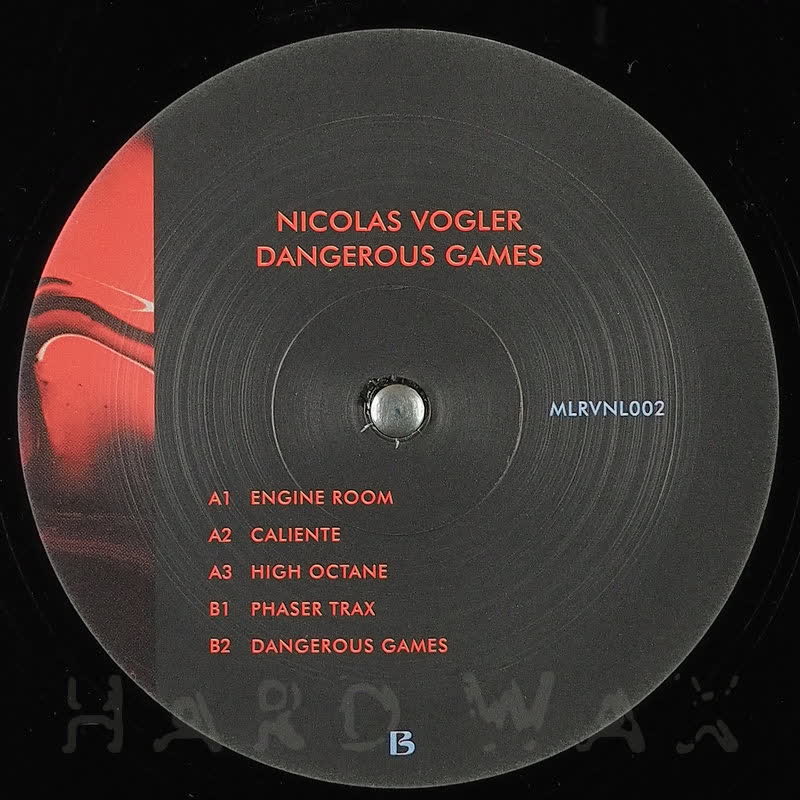 NICOLAS VOGLER
DANGEROUS GAMES
MLRVNL002
A1 ENGINE ROOM
A2 CALIENTE
A3 HIGH OCTANE
B1 PHASER TRAX
B2 DANGEROUS GAMES
HARD WAX
B